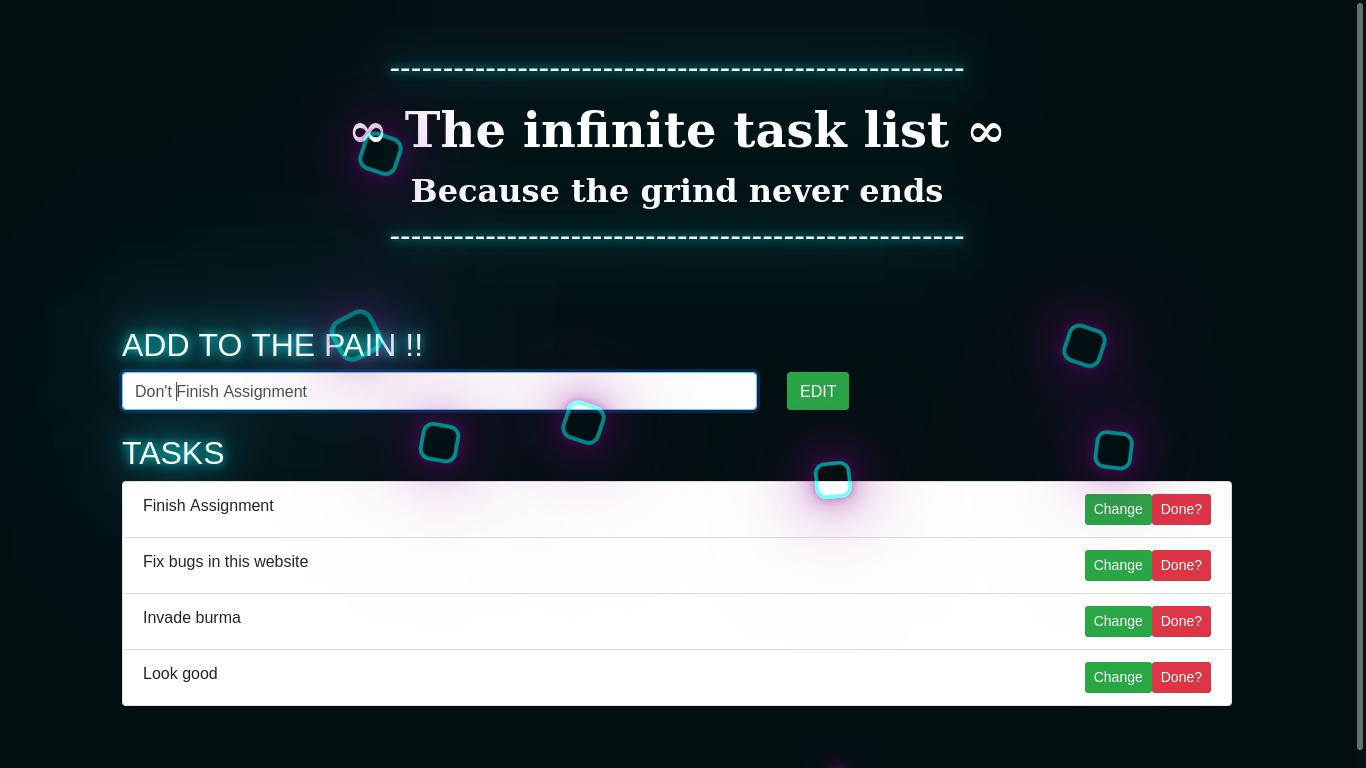 -------------------------------------------------------
∞ The infinite task list ∞
Because the grind never ends
-------------------------------------------------------
ADD TO THE PAIN !!
Don't Finish Assignment EDIT
TASKS
Finish Assignment Change Done?
Fix bugs in this website Change Done?
Invade burma Change Done?
Look good Change Done?